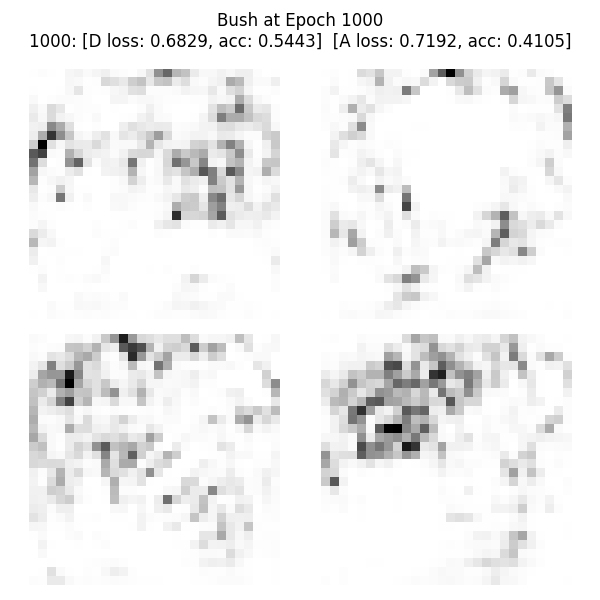 Bush at Epoch 1000
1000: [D loss: 0.6829, acc: 0.5443]  [A loss: 0.7192, acc: 0.4105]